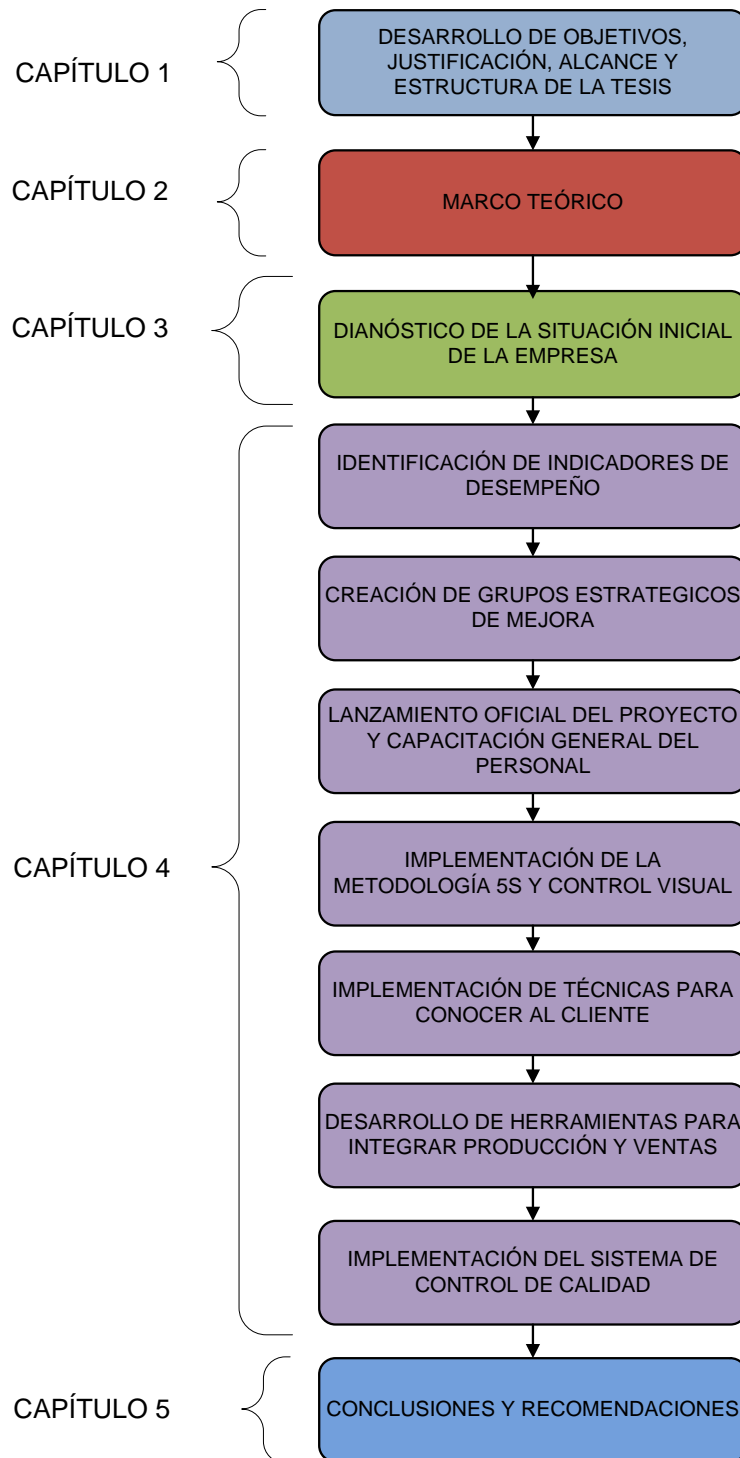 CAPÍTULO 1
DESARROLLO DE OBJETIVOS,
JUSTIFICACIÓN, ALCANCE Y
ESTRUCTURA DE LA TESIS
CAPÍTULO 2
MARCO TEÓRICO
CAPÍTULO 3
DIANÓSTICO DE LA SITUACIÓN INICIAL
DE LA EMPRESA
CAPÍTULO 4
IDENTIFICACIÓN DE INDICADORES DE
DESEMPEÑO
CREACIÓN DE GRUPOS ESTRATEGICOS
DE MEJORA
LANZAMIENTO OFICIAL DEL PROYECTO
Y CAPACITACIÓN GENERAL DEL
PERSONAL
IMPLEMENTACIÓN DE LA
METODOLOGÍA 5S Y CONTROL VISUAL
IMPLEMENTACIÓN DE TÉCNICAS PARA
CONOCER AL CLIENTE
DESARROLLO DE HERRAMIENTAS PARA
INTEGRAR PRODUCCIÓN Y VENTAS
IMPLEMENTACIÓN DEL SISTEMA DE
CONTROL DE CALIDAD
CAPÍTULO 5
CONCLUSIONES Y RECOMENDACIONES